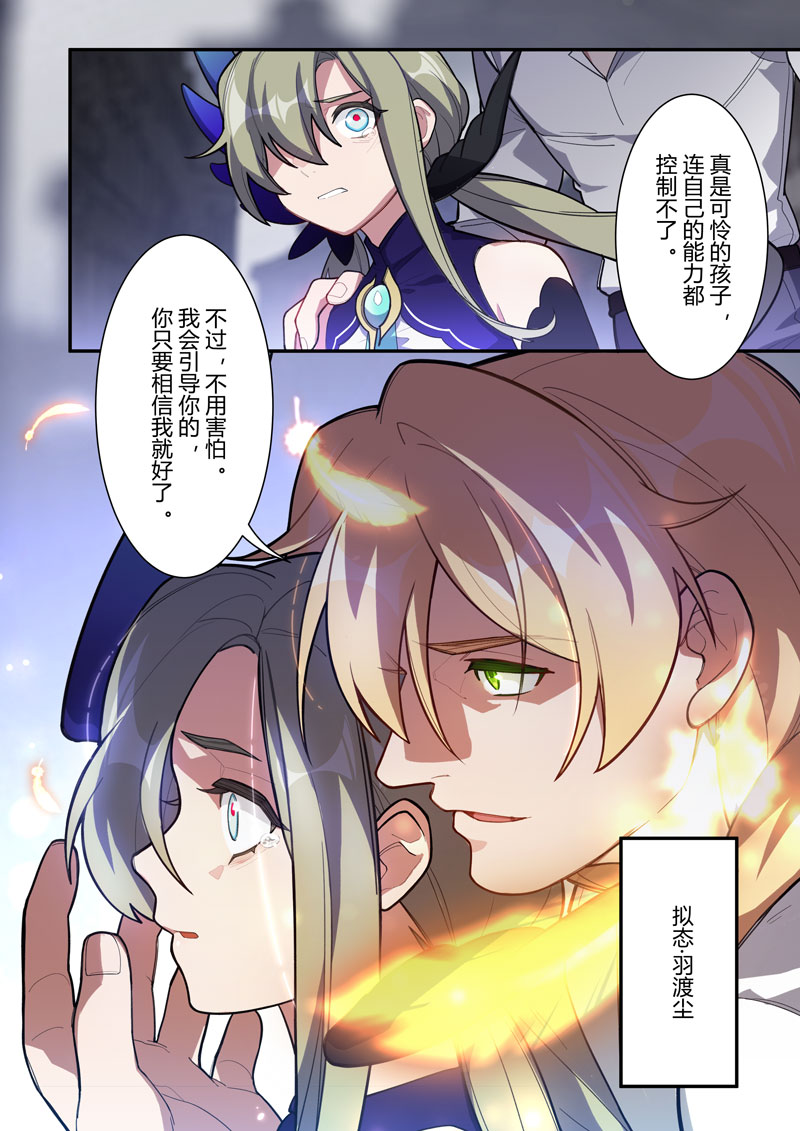 真是可怜的孩子，
连自己的能力都
控制不了。
不过，不用害怕。
我会引导你的，
你只要相信我就好了。
拟态·羽渡尘